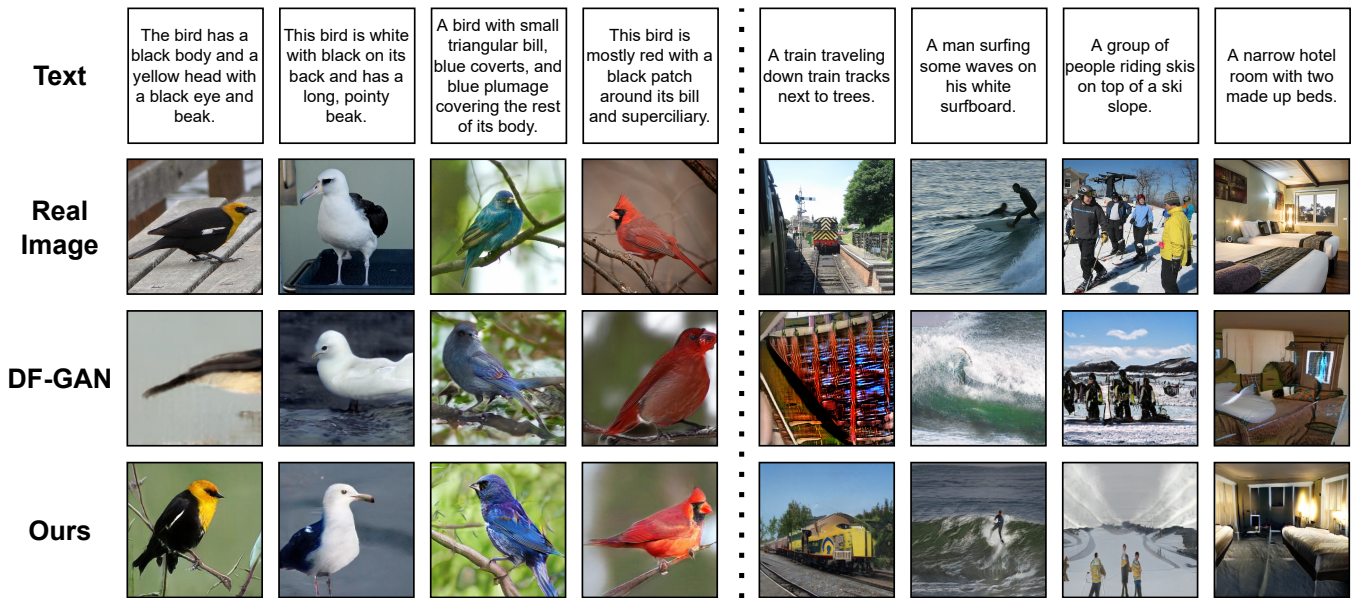 Text
The bird has a
black body and a
yellow head with
a black eye and
beak.
This bird is white
with black on its
back and has a
long, pointy
beak.
A bird with small
triangular bill,
blue coverts, and
blue plumage
covering the rest
of its body.
This bird is
mostly red with a
black patch
around its bill
and superciliary.
A train traveling
down train tracks
next to trees.
A man surfing
some waves on
his white
surfboard.
A group of
people riding skis
on top of a ski
slope.
A narrow hotel
room with two
made up beds.
Real
Image
DF-GAN
Ours